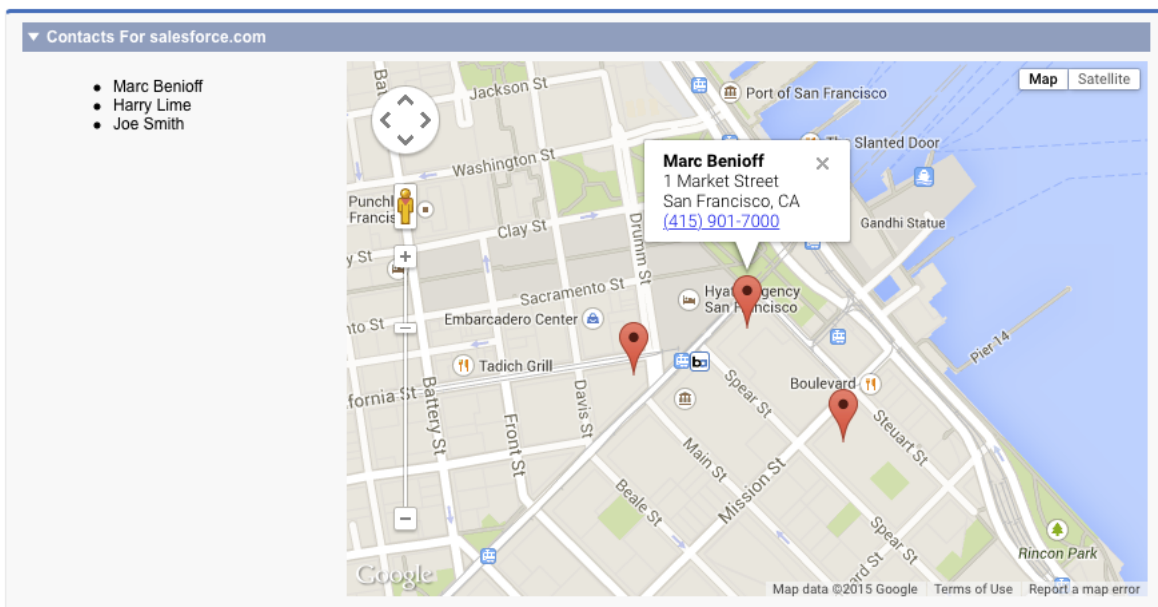 Contacts For salesforce.com
Marc Benioff
Harry Lime
Joe Smith
Map Satellite
Jackson St
Port of San Francisco
Slanted Door
Washington St
Marc Benioff
1 Market Street
San Francisco, CA
(415) 901-7000
Gandhi Statue
Clay St
Drumm St
Sacramento St
San Francisco
Embarcadero Center
Pier 14
Tadich Grill
Boulevard
Spear St
Battery St
Davis St
Front St
Steuart St
Main St
Mission St
Beale St
Spear St
Rincon Park
Google
Map data ©2015 Google Terms of Use Report a map error